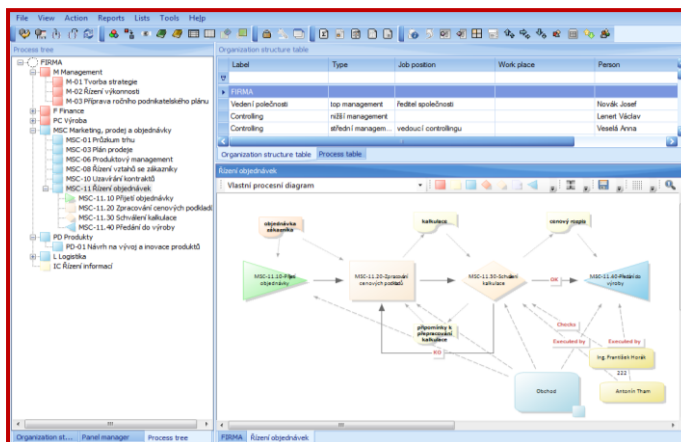 File View Action Reports Lists Tools Help
Process tree
FIRMA
M Management
M-01 Tvorba strategie
M-02 Řízení výkonnosti
M-03 Příprava ročního podnikatelského plánu
F Finance
PC Výroba
MSC Marketing, prodej a objednávky
MSC-01 Průzkum trhu
MSC-03 Plán prodeje
MSC-06 Produktový management
MSC-08 Řízení vztahů se zákazníky
MSC-10 Uzavírání kontraktů
MSC-11 Řízení objednávek
MSC-11.10 Přijetí objednávky
MSC-11.20 Zpracování cenových podkladů
MSC-11.30 Schválení kalkulace
MSC-11.40 Předání do výroby
PD Produkty
PD-01 Návrh na vývoj a inovace produktů
L Logistika
IC Řízení informací
Organization st... Panel manager Process tree
Organization structure table
Label Type Job position Work place Person
FIRMA
Vedení polečnosti top management ředitel společnosti Novák Josef
Controlling nižší management Lenert Václav
Controlling střední managem... vedoucí controllingu Veselá Anna
Organization structure table Process table
Řízení objednávek
Vlastní procesní diagram
objednávka zákazníka
kalkulace
cenový rozpis
MSC-11.10-Přijetí objednávky
MSC-11.20-Zpracování cenových podkladů
MSC-11.30-Schválení kalkulace
OK
MSC-11.40-Předání do výroby
připomínky k přepracování kalkulace
KO
Checks
Executed by
Executed by
Ing. František Horák
222
Obchod
Antonín Tham
FIRMA Řízení objednávek